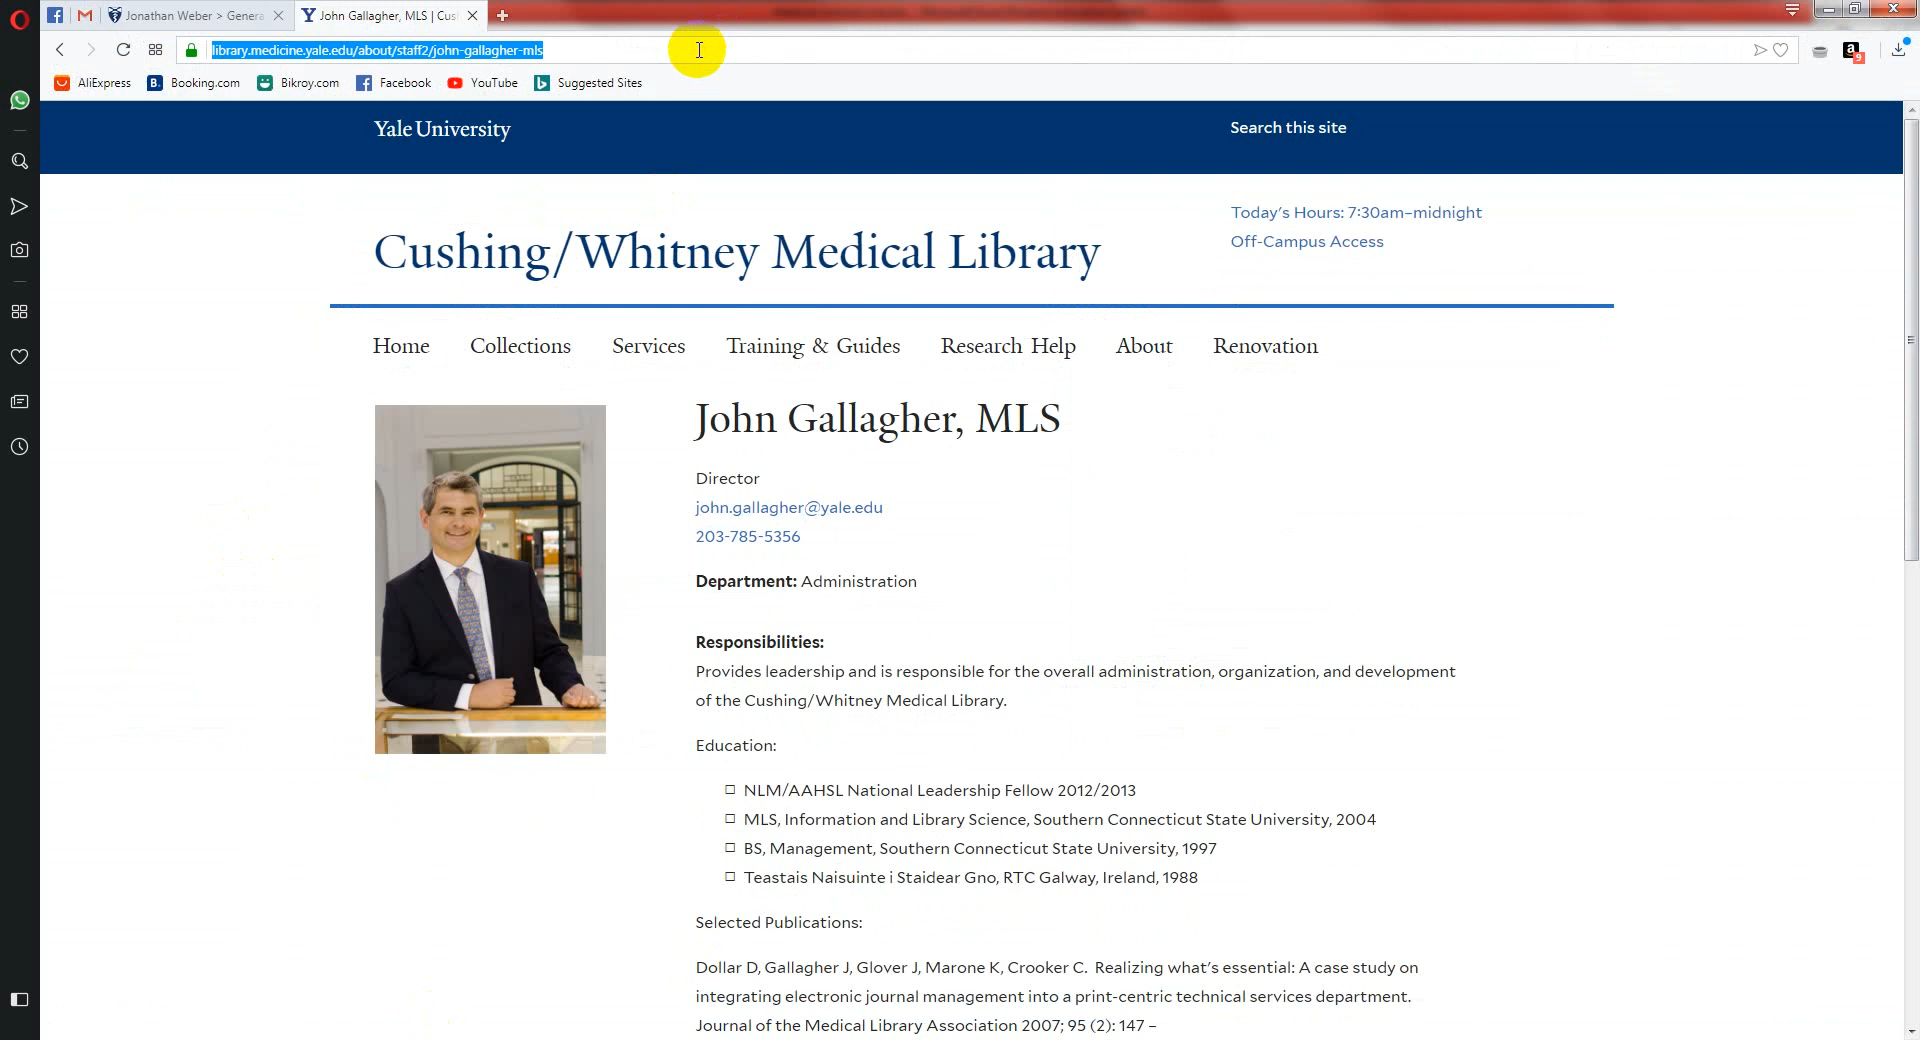 Jonathan Weber > Genera
John Gallagher, MLS | Cus
library.medicine.yale.edu/about/staff2/john-gallagher-mls
9
AliExpress
B. Booking.com
Bikroy.com
Facebook
YouTube
Suggested Sites
Yale University
Search this site
Today's Hours: 7:30am–midnight
Off-Campus Access
Cushing/Whitney Medical Library
Home Collections Services Training & Guides Research Help About Renovation
John Gallagher, MLS
Director
john.gallagher@yale.edu
203-785-5356
Department: Administration
Responsibilities:
Provides leadership and is responsible for the overall administration, organization, and development
of the Cushing/Whitney Medical Library.
Education:
NLM/AAHSL National Leadership Fellow 2012/2013
MLS, Information and Library Science, Southern Connecticut State University, 2004
BS, Management, Southern Connecticut State University, 1997
Teastais Naisuinte i Staidear Gno, RTC Galway, Ireland, 1988
Selected Publications:
Dollar D, Gallagher J, Glover J, Marone K, Crooker C. Realizing what's essential: A case study on
integrating electronic journal management into a print-centric technical services department.
Journal of the Medical Library Association 2007; 95 (2): 147 –